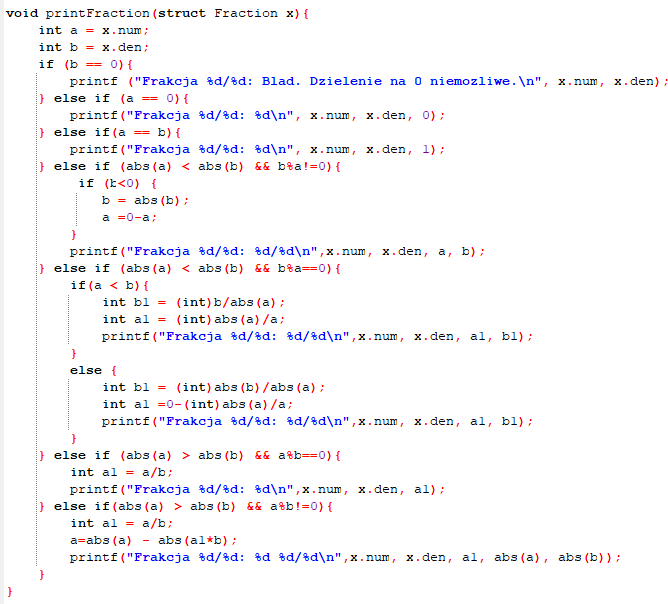 void printFraction(struct Fraction x){
    int a = x.num;
    int b = x.den;
    if (b == 0){
        printf ("Frakcja %d/%d: Blad. Dzielenie na 0 niemozliwe.\n", x.num, x.den);
    } else if (a == 0){
        printf("Frakcja %d/%d: %d\n", x.num, x.den, 0);
    } else if(a == b){
        printf("Frakcja %d/%d: %d\n", x.num, x.den, 1);
    } else if (abs(a) < abs(b) && b%a!=0){
         if (b<0) {
            b = abs(b);
            a =0-a;
        }
        printf("Frakcja %d/%d: %d/%d\n",x.num, x.den, a, b);
    } else if (abs(a) < abs(b) && b%a==0){
        if(a < b){
            int b1 = (int)b/abs(a);
            int a1 = (int)abs(a)/a;
            printf("Frakcja %d/%d: %d/%d\n",x.num, x.den, a1, b1);
        }
        else {
            int b1 = (int)abs(b)/abs(a);
            int a1 =0-(int)abs(a)/a;
            printf("Frakcja %d/%d: %d/%d\n",x.num, x.den, a1, b1);
        }
    } else if (abs(a) > abs(b) && a%b==0){
        int a1 = a/b;
        printf("Frakcja %d/%d: %d\n",x.num, x.den, a1);
    } else if(abs(a) > abs(b) && a%b!=0){
        int a1 = a/b;
        a=abs(a) - abs(a1*b);
        printf("Frakcja %d/%d: %d %d/%d\n",x.num, x.den, a1, abs(a), abs(b));
    }
}